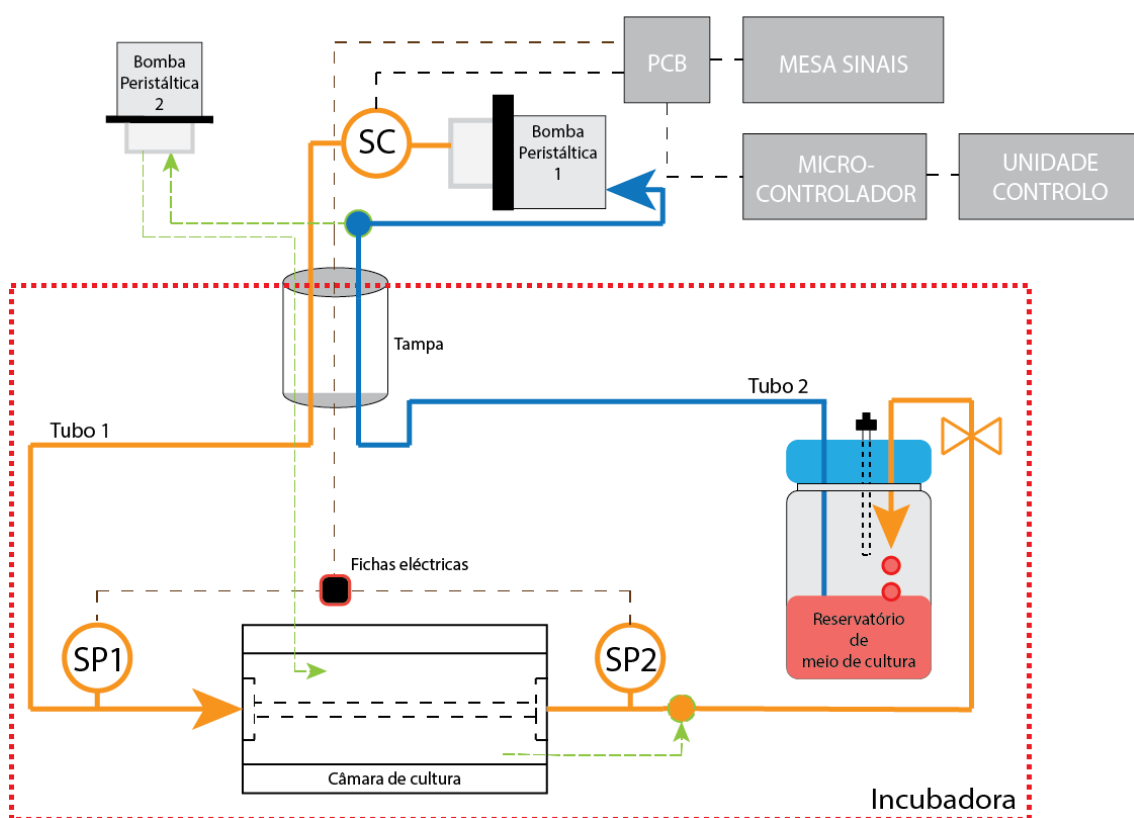 Bomba
Peristáltica
2
PCB
MESA SINAIS
SC
Bomba
Peristáltica
1
MICRO-
CONTROLADOR
UNIDADE
CONTROLO
Tampa
Tubo 1
Tubo 2
Fichas eléctricas
SP1
SP2
Reservatório
de
meio de cultura
Câmara de cultura
Incubadora